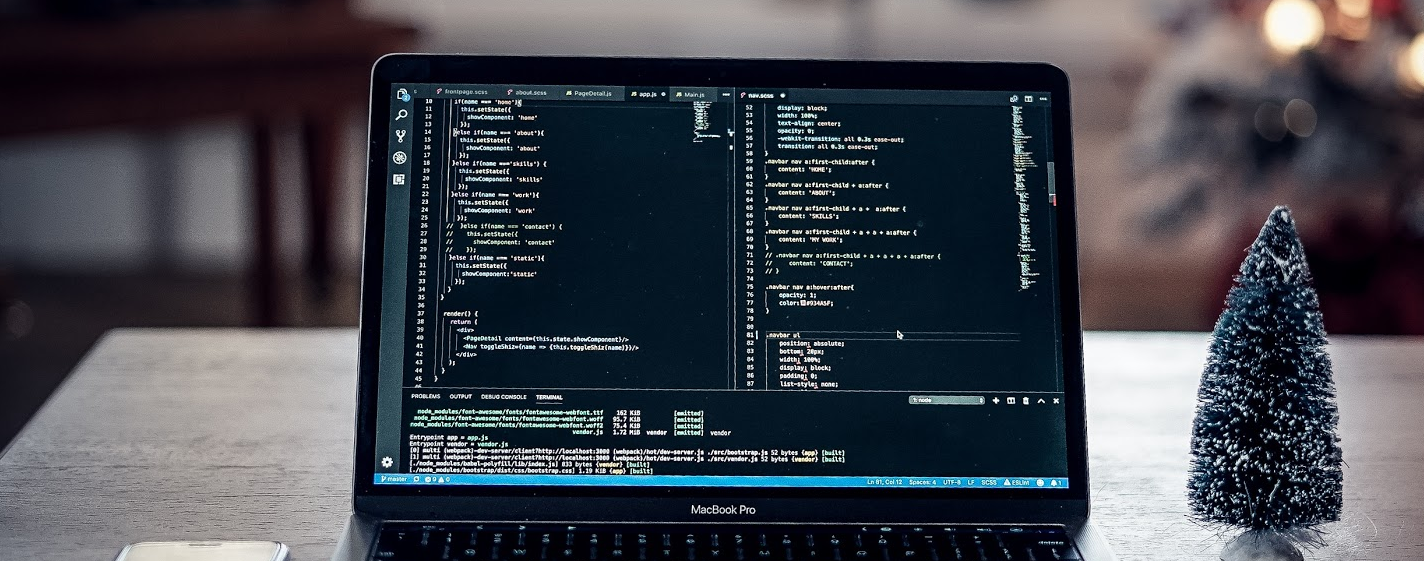 frontpage.scss about.scss PageDetail.js app.js Main.js
10 if(name === 'home'){
11 this.setState({
12 showComponent: 'home'
13 });
14 }else if(name === 'about'){
15 this.setState({
16 showComponent: 'about'
17 });
18 }else if(name ==='skills') {
19 this.setState({
20 showComponent: 'skills'
21 });
22 }else if(name === 'work'){
23 this.setState({
24 showComponent: 'work'
25 });
26 // }else if(name === 'contact') {
27 // this.setState({
28 // showComponent: 'contact'
29 // });
30 }else if(name === 'static'){
31 this.setState({
32 showComponent:'static'
33 });
34 }
35 }
36
37 render() {
38 return (
39 <div>
40 <PageDetail content={this.state.showComponent}/>
41 <Nav toggleShiz={name => {this.toggleShiz(name)}}/>
42 </div>
43 );
44 }
45 }
nav.scss
52 display: block;
53 width: 100%;
54 text-align: center;
55 opacity: 0;
56 -webkit-transition: all 0.3s ease-out;
57 transition: all 0.3s ease-out;
58 }
59 .navbar nav a:first-child:after {
60 content: 'HOME';
61 }
62 .navbar nav a:first-child + a:after {
63 content: 'ABOUT';
64 }
65 .navbar nav a:first-child + a + a:after {
66 content: 'SKILLS';
67 }
68 .navbar nav a:first-child + a + a + a:after {
69 content: 'MY WORK';
70 }
71 // .navbar nav a:first-child + a + a + a + a:after {
72 // content: 'CONTACT';
73 // }
74
75 .navbar nav a:hover:after{
76 opacity: 1;
77 color: #934A5F;
78 }
79
80
81 .navbar ul
82 position: absolute;
83 bottom: 20px;
84 width: 100%;
85 display: block;
86 padding: 0;
87 list-style: none;
PROBLEMS OUTPUT DEBUG CONSOLE TERMINAL 1: node
node_modules/font-awesome/fonts/fontawesome-webfont.ttf 162 KiB [emitted]
node_modules/font-awesome/fonts/fontawesome-webfont.woff 95.7 KiB [emitted]
node_modules/font-awesome/fonts/fontawesome-webfont.woff2 75.4 KiB [emitted]
vendor.js 1.72 MiB vendor [emitted] vendor
Entrypoint app = app.js
Entrypoint vendor = vendor.js
[0] multi (webpack)-dev-server/client?http://localhost:3000 (webpack)/hot/dev-server.js ./src/bootstrap.js 52 bytes {app} [built]
[1] multi (webpack)-dev-server/client?http://localhost:3000 (webpack)/hot/dev-server.js ./src/vendor.js 52 bytes {vendor} [built]
[./node_modules/babel-polyfill/lib/index.js] 833 bytes {vendor} [built]
[./node_modules/bootstrap/dist/css/bootstrap.css] 1.19 KiB {app} [built]
master 0 0 Ln 81, Col 12 Spaces: 4 UTF-8 LF SCSS ESLint 1
MacBook Pro
delete